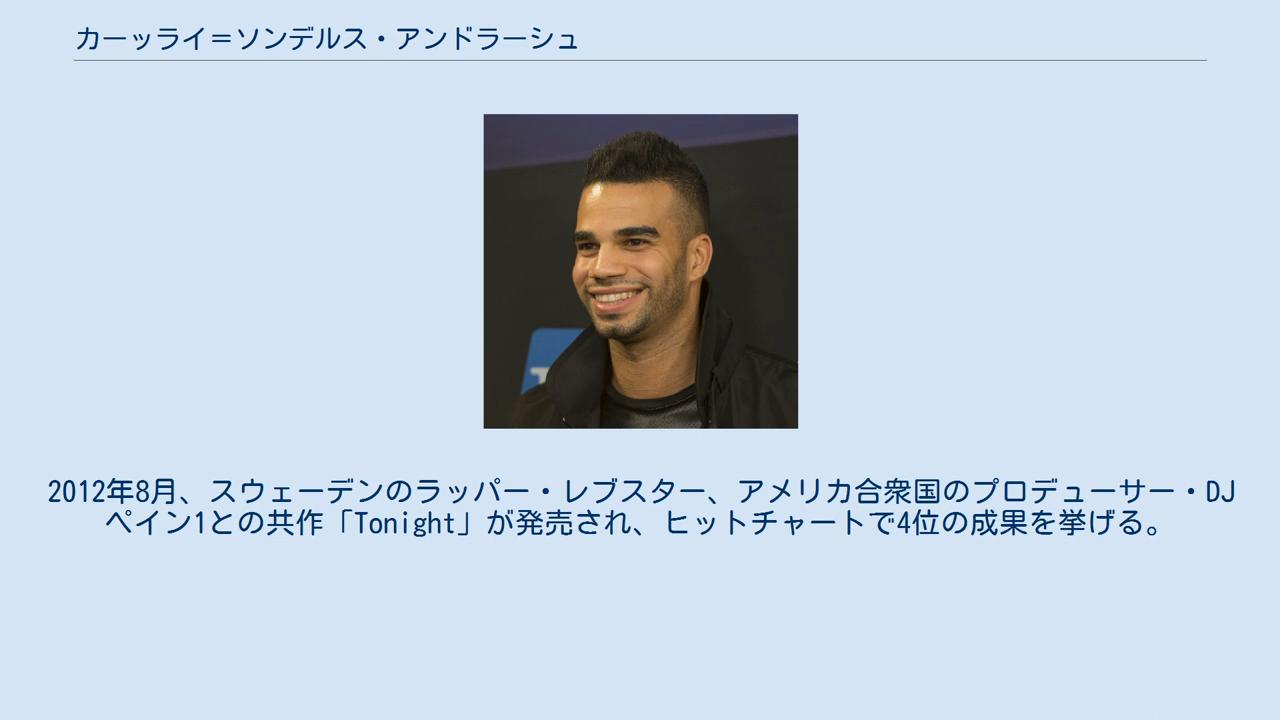 カーッライ＝ソンデルス・アンドラーシュ
2012年8月、スウェーデンのラッパー・レブスター、アメリカ合衆国のプロデューサー・DJ
ペイン1との共作「Tonight」が発売され、ヒットチャートで4位の成果を挙げる。